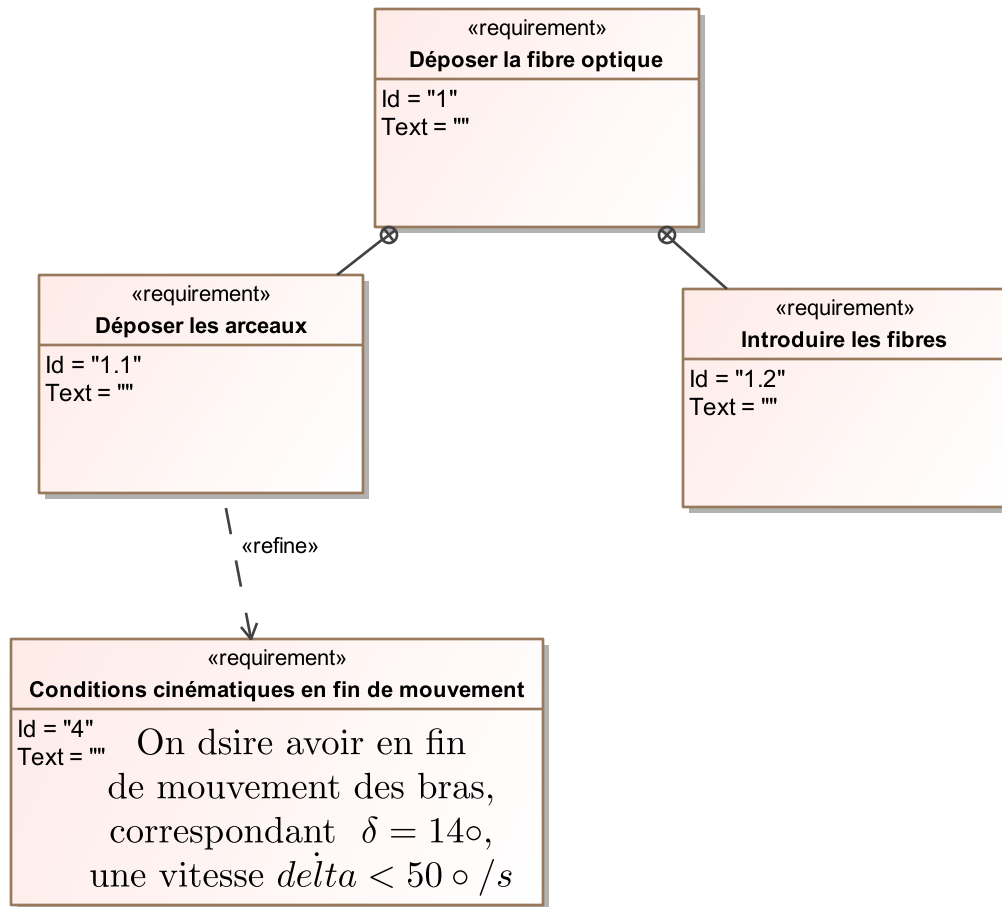 «requirement»
Déposer la fibre optique
Id = "1"
Text = ""
«requirement»
Déposer les arceaux
Id = "1.1"
Text = ""
«requirement»
Introduire les fibres
Id = "1.2"
Text = ""
«refine»
«requirement»
Conditions cinématiques en fin de mouvement
Id = "4"
Text = ""
On dsire avoir en fin
de mouvement des bras,
correspondant δ = 14∘,
une vitesse delṫa < 50 ∘ /s